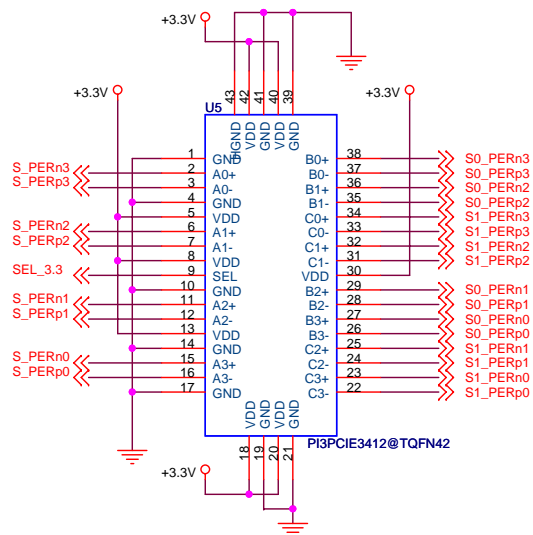 +3.3V
+3.3V
+3.3V
U5
43 42 41 40 39
HGND VDD GND VDD GND
1 GND
S_PERn3 2 A0+
S_PERp3 3 A0-
4 GND
5 VDD
S_PERn2 6 A1+
S_PERp2 7 A1-
8 VDD
SEL_3.3 9 SEL
10 GND
S_PERn1 11 A2+
S_PERp1 12 A2-
13 VDD
14 GND
S_PERn0 15 A3+
S_PERp0 16 A3-
17 GND
B0+ 38 S0_PERn3
B0- 37 S0_PERp3
B1+ 36 S0_PERn2
B1- 35 S0_PERp2
C0+ 34 S1_PERn3
C0- 33 S1_PERp3
C1+ 32 S1_PERn2
C1- 31 S1_PERp2
VDD 30
B2+ 29 S0_PERn1
B2- 28 S0_PERp1
B3+ 27 S0_PERn0
B3- 26 S0_PERp0
C2+ 25 S1_PERn1
C2- 24 S1_PERp1
C3+ 23 S1_PERn0
C3- 22 S1_PERp0
VDD GND VDD GND
18 19 20 21
PI3PCIE3412@TQFN42
+3.3V